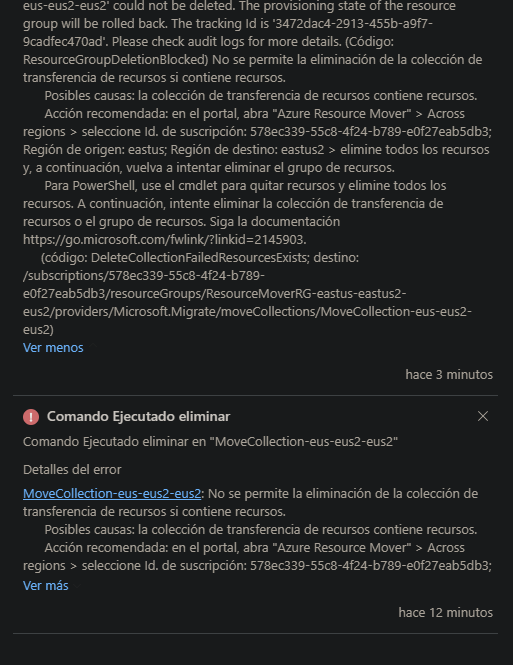 eus-eus2-eus2' could not be deleted. The provisioning state of the resource
group will be rolled back. The tracking Id is '3472dac4-2913-455b-a9f7-
9cadfec470ad'. Please check audit logs for more details. (Código:
ResourceGroupDeletionBlocked) No se permite la eliminación de la colección de
transferencia de recursos si contiene recursos.
Posibles causas: la colección de transferencia de recursos contiene recursos.
Acción recomendada: en el portal, abra "Azure Resource Mover" > Across
regions > seleccione Id. de suscripción: 578ec339-55c8-4f24-b789-e0f27eab5db3;
Región de origen: eastus; Región de destino: eastus2 > elimine todos los recursos
y, a continuación, vuelva a intentar eliminar el grupo de recursos.
Para PowerShell, use el cmdlet para quitar recursos y elimine todos los
recursos. A continuación, intente eliminar la colección de transferencia de
recursos o el grupo de recursos. Siga la documentación
https://go.microsoft.com/fwlink/?linkid=2145903.
(código: DeleteCollectionFailedResourcesExists; destino:
/subscriptions/578ec339-55c8-4f24-b789-
e0f27eab5db3/resourceGroups/ResourceMoverRG-eastus-eastus2-
eus2/providers/Microsoft.Migrate/moveCollections/MoveCollection-eus-eus2-
eus2)
Ver menos
hace 3 minutos
Comando Ejecutado eliminar
Comando Ejecutado eliminar en "MoveCollection-eus-eus2-eus2"
Detalles del error
MoveCollection-eus-eus2-eus2: No se permite la eliminación de la colección de
transferencia de recursos si contiene recursos.
Posibles causas: la colección de transferencia de recursos contiene recursos.
Acción recomendada: en el portal, abra "Azure Resource Mover" > Across
regions > seleccione Id. de suscripción: 578ec339-55c8-4f24-b789-e0f27eab5db3;
Ver más
hace 12 minutos